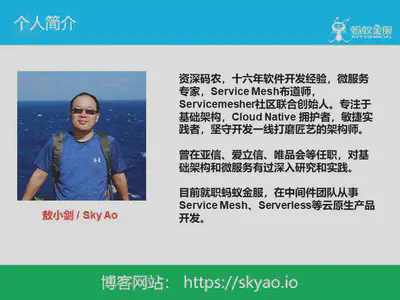 个人简介
蚂蚁金服
ANT FINANCIAL
资深码农，十六年软件开发经验，微服务
专家，Service Mesh布道师，
Servicemesher社区联合创始人。专注于
基础架构，Cloud Native 拥护者，敏捷实
践者，坚守开发一线打磨匠艺的架构师。
曾在亚信、爱立信、唯品会等任职，对基
础架构和微服务有过深入研究和实践。
目前就职蚂蚁金服，在中间件团队从事
Service Mesh、Serverless等云原生产品
开发。
敖小剑 / Sky Ao
博客网站： https://skyao.io